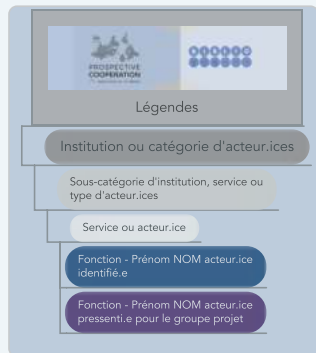 PROSPECTIVE
COOPERATION
Légendes
Institution ou catégorie d'acteur.ices
Sous-catégorie d'institution, service ou
type d'acteur.ices
Service ou acteur.ice
Fonction - Prénom NOM acteur.ice
identifié.e
Fonction - Prénom NOM acteur.ice
pressenti.e pour le groupe projet